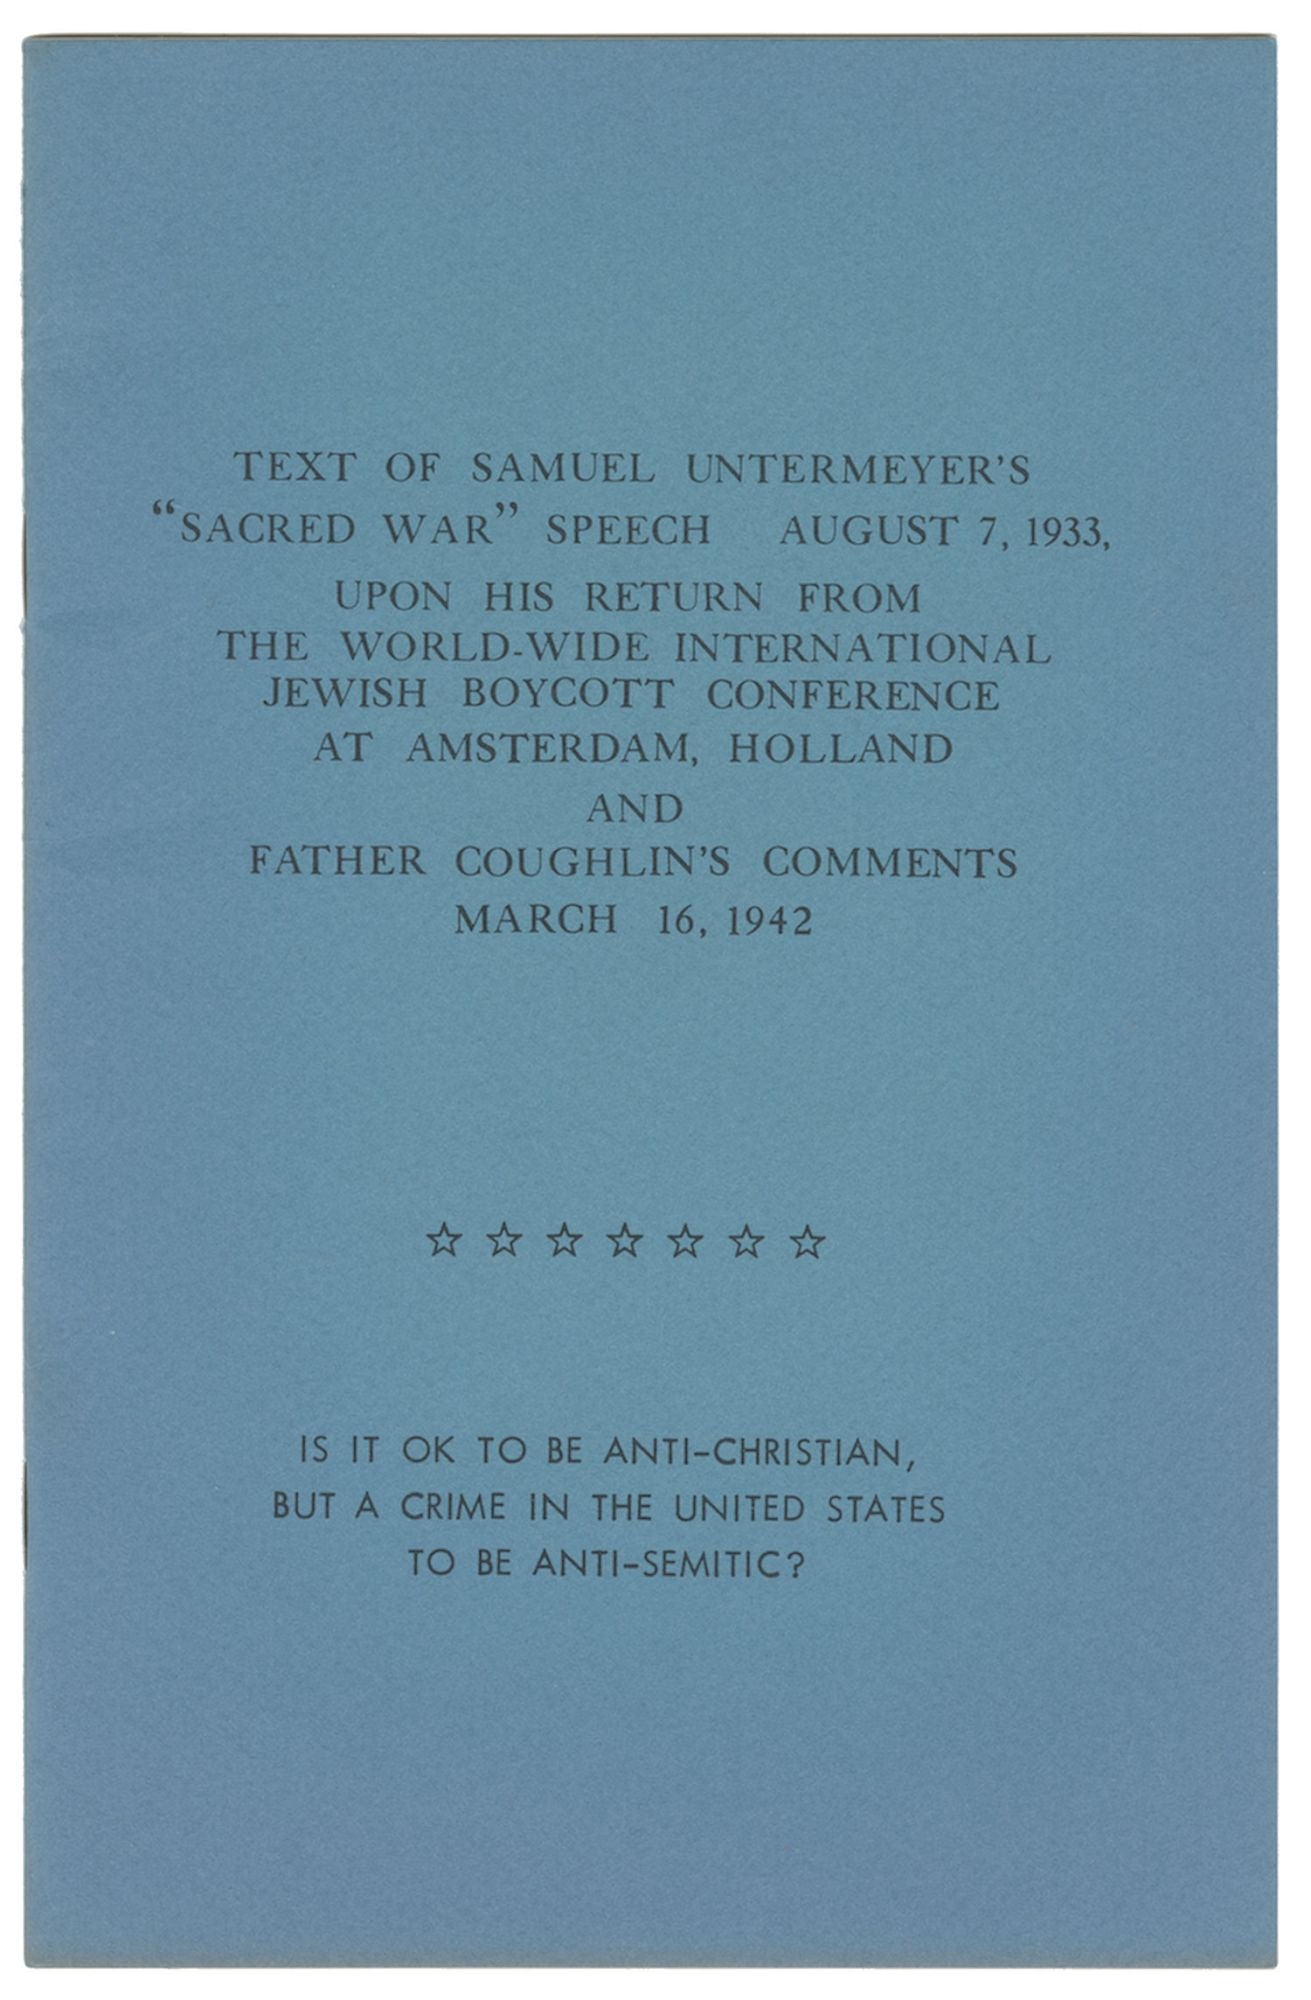 TEXT OF SAMUEL UNTERMEYER'S
"SACRED WAR" SPEECH AUGUST 7, 1933,
UPON HIS RETURN FROM
THE WORLD-WIDE INTERNATIONAL
JEWISH BOYCOTT CONFERENCE
AT AMSTERDAM, HOLLAND
AND
FATHER COUGHLIN'S COMMENTS
MARCH 16, 1942
☆ ☆ ☆ ☆ ☆ ☆ ☆
IS IT OK TO BE ANTI-CHRISTIAN,
BUT A CRIME IN THE UNITED STATES
TO BE ANTI-SEMITIC?